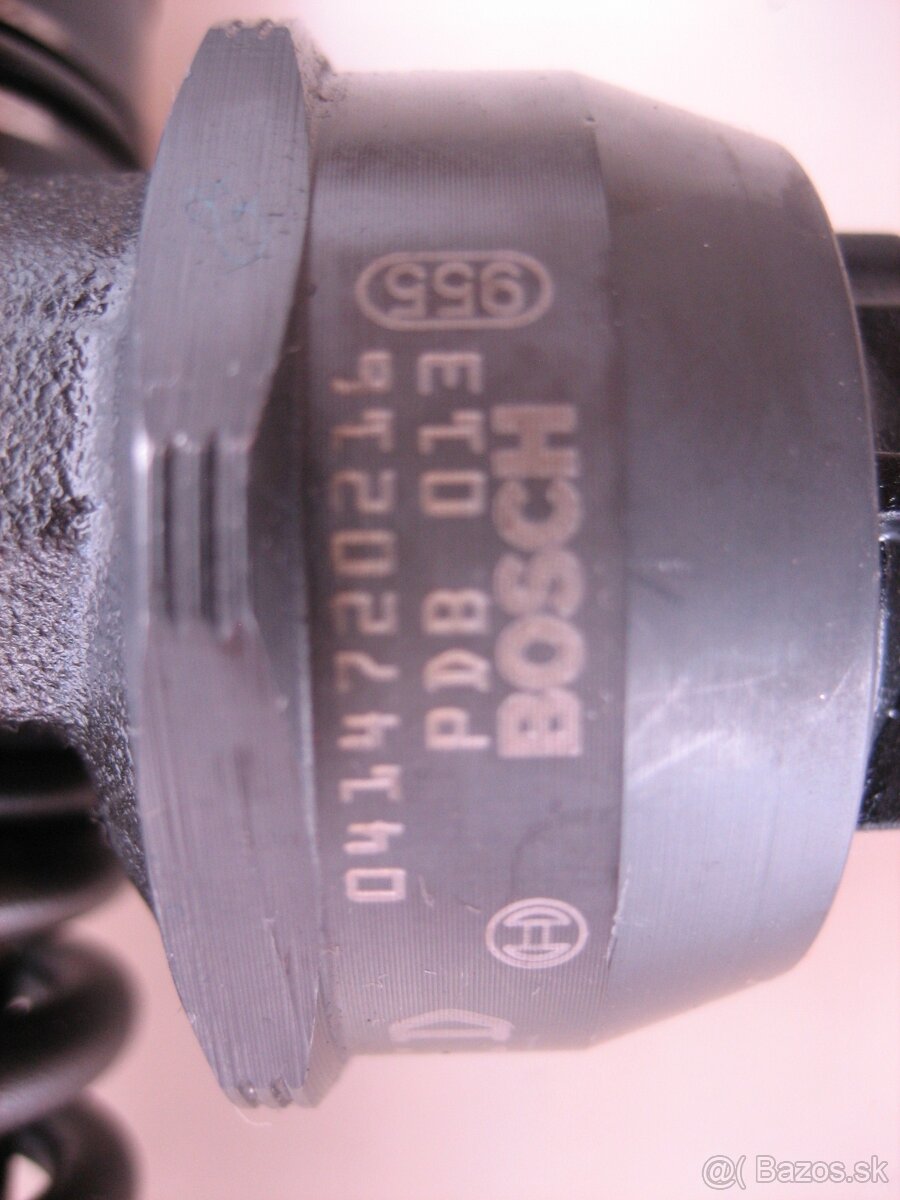 0414720216
PDB 013
BOSCH
955
@( Bazos.sk